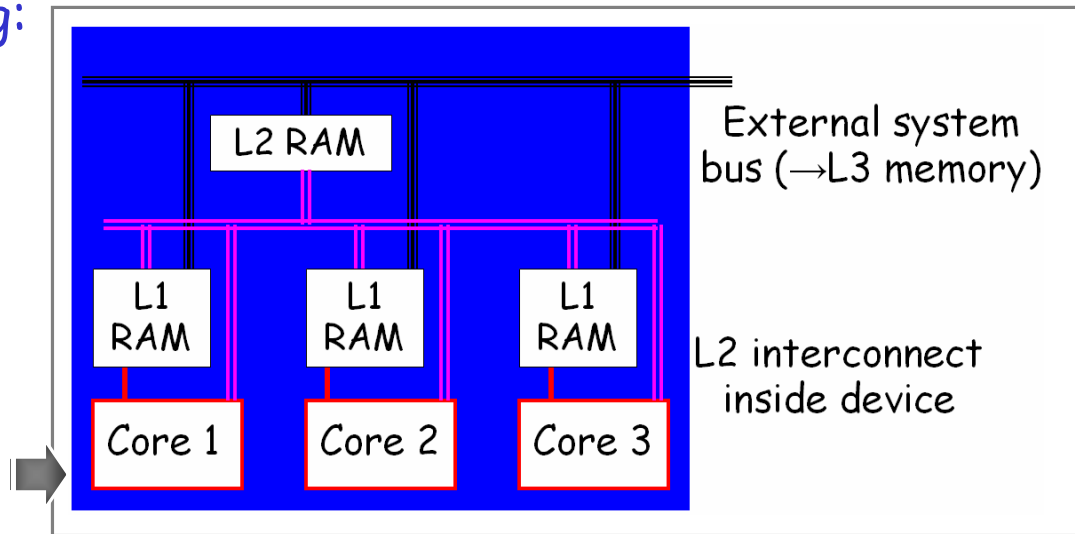 g:
External system
bus (→L3 memory)
L2 RAM
L1
RAM
L1
RAM
L1
RAM
L2 interconnect
inside device
Core 1
Core 2
Core 3